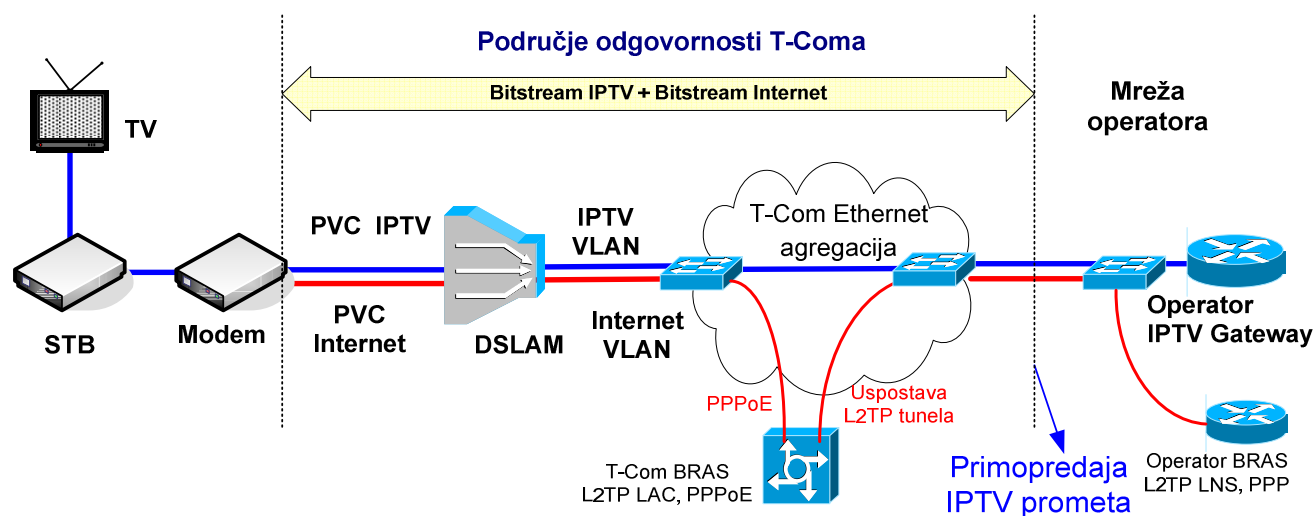 Područje odgovornosti T-Coma
Bitstream IPTV + Bitstream Internet
Mreža
operatora
TV
PVC IPTV
IPTV
VLAN
T-Com Ethernet
agregacija
STB
Modem
PVC
Internet
DSLAM
Internet
VLAN
Operator
IPTV Gateway
PPPoE
Uspostava
L2TP tunela
T-Com BRAS
L2TP LAC, PPPoE
Primopredaja
IPTV prometa
Operator BRAS
L2TP LNS, PPP